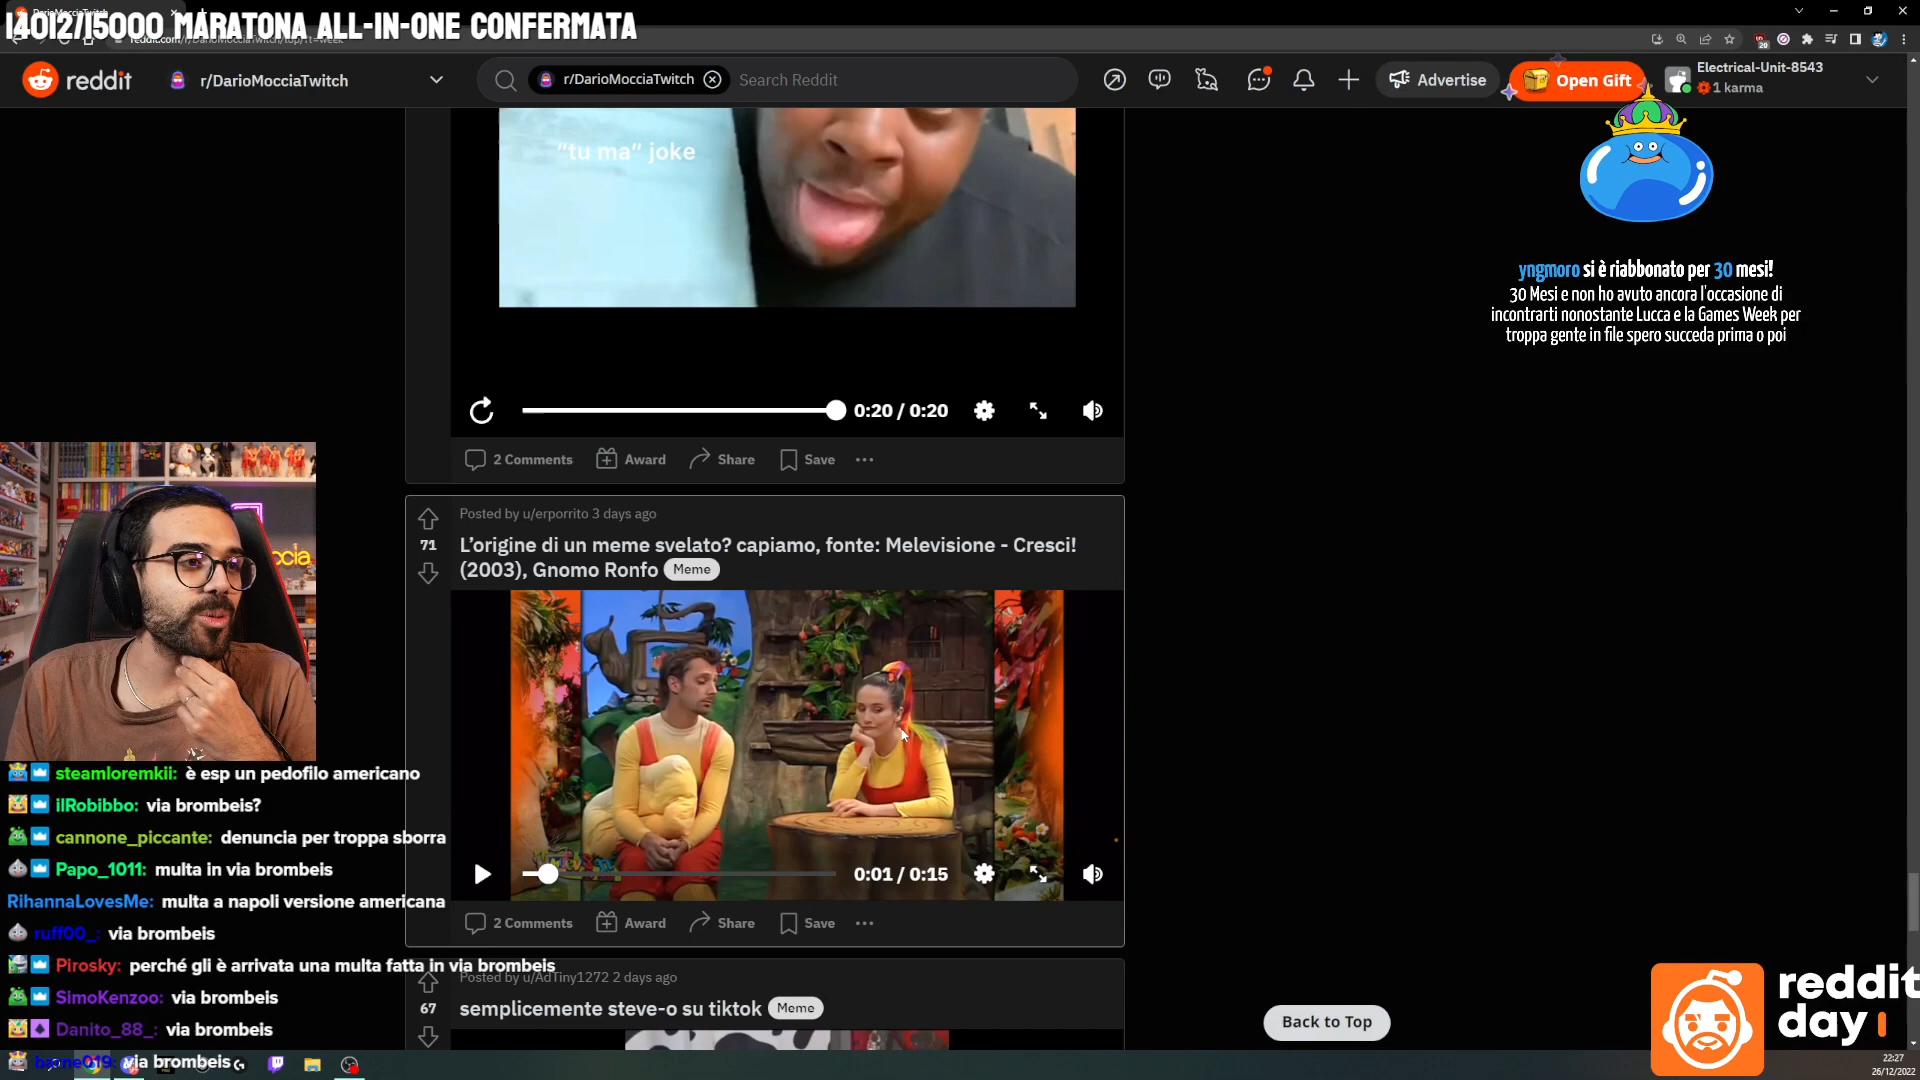 14012/15000 MARATONA ALL-IN-ONE CONFERMATA
reddit
r/DarioMocciaTwitch
r/DarioMocciaTwitch
Search Reddit
Advertise
Open Gift
Electrical-Unit-8543
1 karma
"tu ma" joke
0:20 / 0:20
2 Comments
Award
Share
Save
yngmoro si è riabbonato per 30 mesi!
30 Mesi e non ho avuto ancora l'occasione di
incontrarti nonostante Lucca e la Games Week per
troppa gente in file spero succeda prima o poi
Posted by u/erporrito 3 days ago
71
L'origine di un meme svelato? capiamo, fonte: Melevisione - Cresci!
(2003), Gnomo Ronfo
Meme
0:01 / 0:15
2 Comments
Award
Share
Save
Posted by u/AdTiny1272 2 days ago
67
semplicemente steve-o su tiktok
Meme
Back to Top
steamloremkii: è esp un pedofilo americano
ilRobibbo: via brombeis?
cannone_piccante: denuncia per troppa sborra
Papo_1011: multa in via brombeis
RihannaLovesMe: multa a napoli versione americana
ruff00_: via brombeis
Pirosky: perché gli è arrivata una multa fatta in via brombeis
SimoKenzoo: via brombeis
Danito_88_: via brombeis
barne019: via brombeis
reddit
day
22:27
26/12/2022